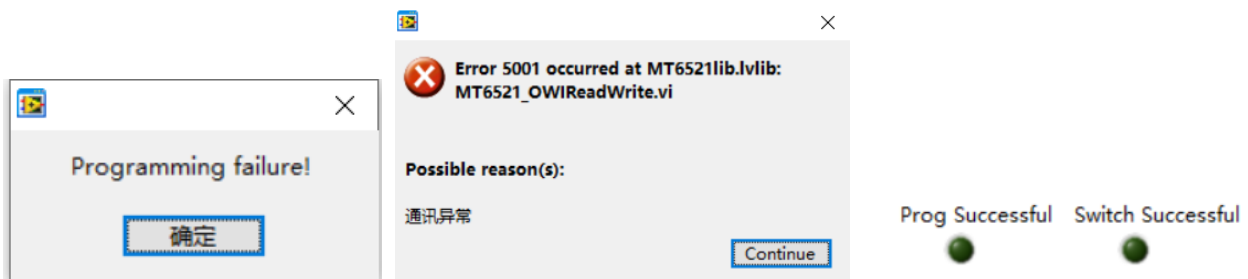 Programming failure!
确定
Error 5001 occurred at MT6521lib.lvlib:
MT6521_OWIReadWrite.vi
Possible reason(s):
通讯异常
Continue
Prog Successful
Switch Successful